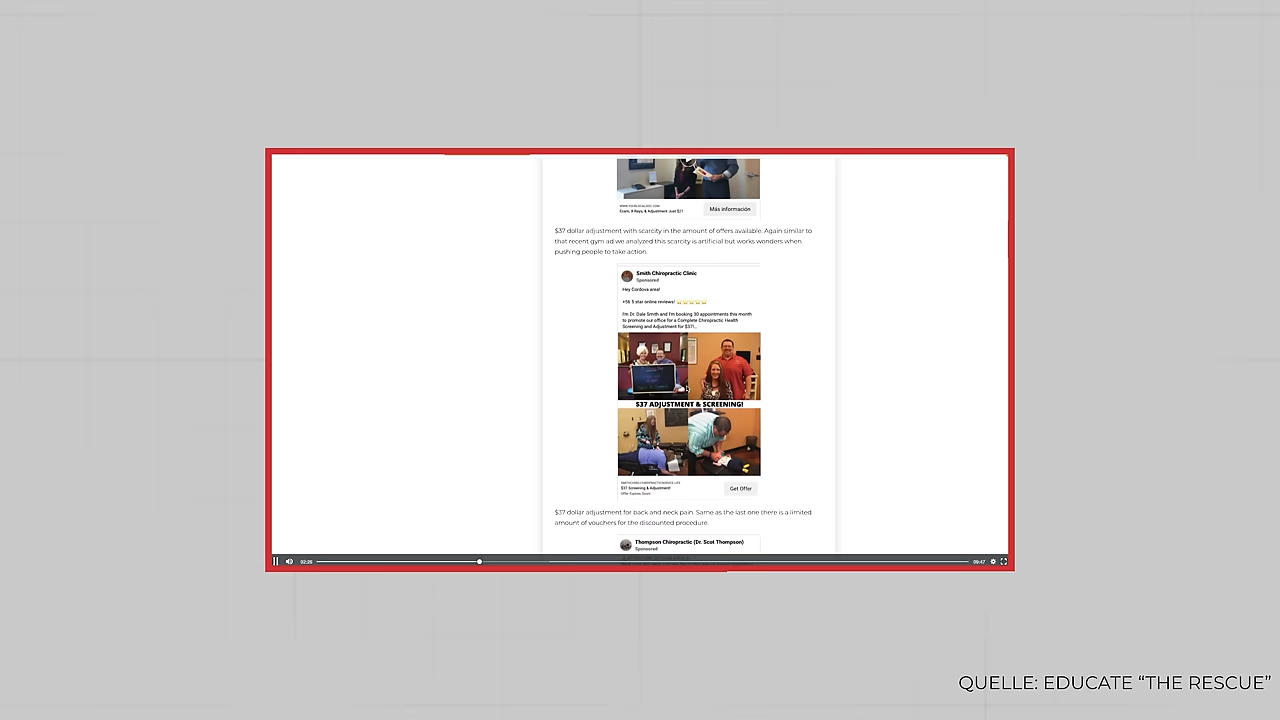 WWW.YOURLOCALDOC.COM
Exam, X-Rays, & Adjustment Just $21
Más información
$37 dollar adjustment with scarcity in the amount of offers available. Again similar to
that recent gym ad we analyzed this scarcity is artificial but works wonders when
pushing people to take action.
Smith Chiropractic Clinic
Sponsored
Hey Cordova area!
+56 5 star online reviews!
I'm Dr. Dale Smith and I'm booking 30 appointments this month
to promote our office for a Complete Chiropractic Health
Screening and Adjustment for $37!...
$37 ADJUSTMENT & SCREENING!
$37 Screening & Adjustment!
Offer Expires Soon!
Get Offer
$37 dollar adjustment for back and neck pain. Same as the last one there is a limited
amount of vouchers for the discounted procedure.
Thompson Chiropractic (Dr. Scot Thompson)
Sponsored
02:26
09:47
QUELLE: EDUCATE “THE RESCUE”